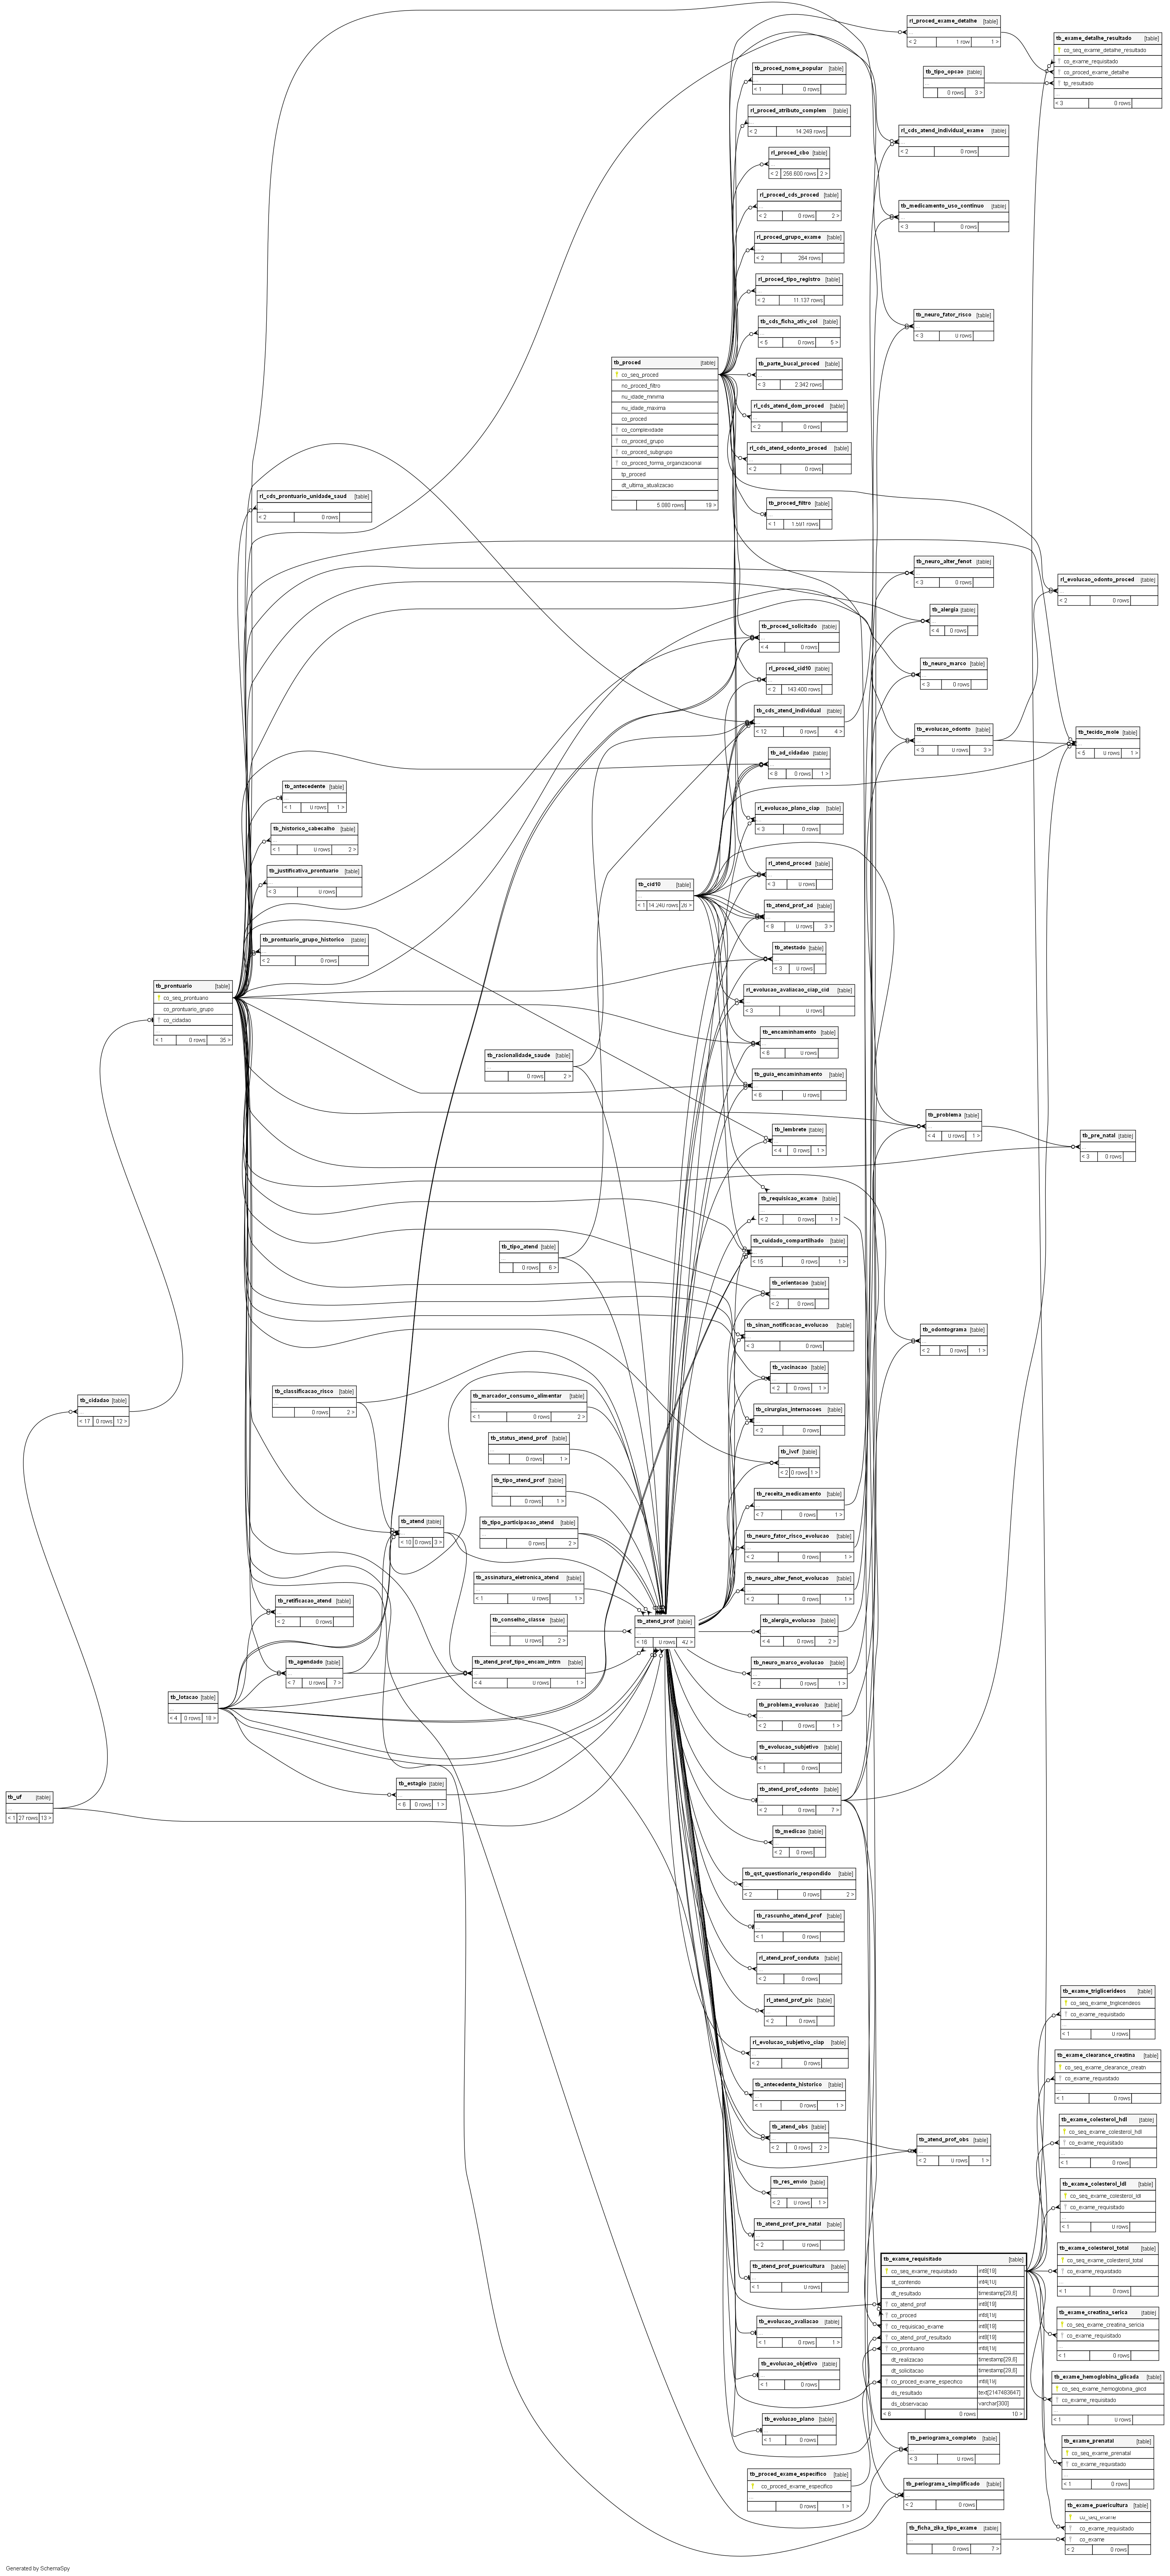 rl_proced_exame_detalhe [table]
...
< 2 1 row 1 >
tb_exame_detalhe_resultado [table]
co_seq_exame_detalhe_resultado
co_exame_requisitado
co_proced_exame_detalhe
tp_resultado
...
< 3 0 rows
tb_tipo_opcao [table]
...
0 rows 3 >
tb_proced_nome_popular [table]
...
< 1 0 rows
rl_proced_atributo_complem [table]
...
< 2 14.249 rows
rl_cds_atend_individual_exame [table]
...
< 2 0 rows
rl_proced_cbo [table]
...
< 2 256.600 rows 2 >
rl_proced_cds_proced [table]
...
< 2 0 rows 2 >
tb_medicamento_uso_continuo [table]
...
< 3 0 rows
rl_proced_grupo_exame [table]
...
< 2 264 rows
rl_proced_tipo_registro [table]
...
< 2 11.137 rows
tb_cds_ficha_ativ_col [table]
...
< 5 0 rows 5 >
tb_neuro_fator_risco [table]
...
< 3 0 rows
tb_parte_bucal_proced [table]
...
< 3 2.342 rows
tb_proced [table]
co_seq_proced
no_proced_filtro
nu_idade_minima
nu_idade_maxima
co_proced
co_complexidade
co_proced_grupo
co_proced_subgrupo
co_proced_forma_organizacional
tp_proced
dt_ultima_atualizacao
...
5.080 rows 19 >
rl_cds_atend_dom_proced [table]
...
< 2 0 rows
rl_cds_atend_odonto_proced [table]
...
< 2 0 rows
rl_cds_prontuario_unidade_saud [table]
...
< 2 0 rows
tb_proced_filtro [table]
...
< 1 1.591 rows
tb_neuro_alter_fenot [table]
...
< 3 0 rows
rl_evolucao_odonto_proced [table]
...
< 2 0 rows
tb_alergia [table]
...
< 4 0 rows
tb_proced_solicitado [table]
...
< 4 0 rows
tb_neuro_marco [table]
...
< 3 0 rows
rl_proced_cid10 [table]
...
< 2 143.400 rows
tb_cds_atend_individual [table]
...
< 12 0 rows 4 >
tb_evolucao_odonto [table]
...
< 3 0 rows 3 >
tb_tecido_mole [table]
...
< 5 0 rows 1 >
tb_ad_cidadao [table]
...
< 8 0 rows 1 >
tb_antecedente [table]
...
< 1 0 rows 1 >
rl_evolucao_plano_ciap [table]
...
< 3 0 rows
tb_historico_cabecalho [table]
...
< 1 0 rows 2 >
tb_justificativa_prontuario [table]
...
< 3 0 rows
rl_atend_proced [table]
...
< 3 0 rows
tb_cid10 [table]
...
< 1 14.240 rows
tb_atend_prof_ad [table]
...
< 9 0 rows 3 >
tb_prontuario_grupo_historico [table]
...
< 2 0 rows
tb_atestado [table]
...
< 3 0 rows
tb_prontuario [table]
co_seq_prontuario
co_prontuario_grupo
co_cidadao
...
< 1 0 rows 35 >
rl_evolucao_avaliacao_ciap_cid [table]
...
< 3 0 rows
tb_encaminhamento [table]
...
< 6 0 rows
tb_racionalidade_saude [table]
...
0 rows 2 >
tb_guia_encaminhamento [table]
...
< 6 0 rows
tb_problema [table]
...
< 4 0 rows 1 >
tb_lembrete [table]
...
< 4 0 rows 1 >
tb_pre_natal [table]
...
< 3 0 rows
tb_requisicao_exame [table]
...
< 2 0 rows 1 >
tb_tipo_atend [table]
...
0 rows 6 >
tb_cuidado_compartilhado [table]
...
< 15 0 rows 1 >
tb_orientacao [table]
...
< 2 0 rows
tb_sinan_notificacao_evolucao [table]
...
< 3 0 rows
tb_odontograma [table]
...
< 2 0 rows 1 >
tb_vacinacao [table]
...
< 2 0 rows 1 >
tb_cidadao [table]
...
< 17 0 rows 12 >
tb_classificacao_risco [table]
...
0 rows 2 >
tb_marcador_consumo_alimentar [table]
...
< 1 0 rows 2 >
tb_cirurgias_internacoes [table]
...
< 2 0 rows
tb_status_atend_prof [table]
...
0 rows 1 >
tb_ivcf [table]
...
< 2 0 rows 1 >
tb_tipo_atend_prof [table]
...
0 rows 1 >
tb_receita_medicamento [table]
...
< 7 0 rows 1 >
tb_atend [table]
...
< 10 0 rows 3 >
tb_tipo_participacao_atend [table]
...
0 rows 2 >
tb_neuro_fator_risco_evolucao [table]
...
< 2 0 rows 1 >
tb_assinatura_eletronica_atend [table]
...
< 1 0 rows 1 >
tb_neuro_alter_fenot_evolucao [table]
...
< 2 0 rows 1 >
tb_retificacao_atend [table]
...
< 2 0 rows
tb_conselho_classe [table]
...
0 rows 2 >
tb_atend_prof [table]
...
< 18 0 rows 42 >
tb_alergia_evolucao [table]
...
< 4 0 rows 2 >
tb_agendado [table]
...
< 7 0 rows 7 >
tb_atend_prof_tipo_encam_intrn [table]
...
< 4 0 rows 1 >
tb_neuro_marco_evolucao [table]
...
< 2 0 rows 1 >
tb_lotacao [table]
...
< 4 0 rows 18 >
tb_problema_evolucao [table]
...
< 2 0 rows 1 >
tb_evolucao_subjetivo [table]
...
< 1 0 rows
tb_uf [table]
...
< 1 27 rows 13 >
tb_estagio [table]
...
< 6 0 rows 1 >
tb_atend_prof_odonto [table]
...
< 2 0 rows 7 >
tb_medicao [table]
...
< 2 0 rows
tb_qst_questionario_respondido [table]
...
< 2 0 rows 2 >
tb_rascunho_atend_prof [table]
...
< 1 0 rows
rl_atend_prof_conduta [table]
...
< 2 0 rows
rl_atend_prof_pic [table]
...
< 2 0 rows
tb_exame_triglicerideos [table]
co_seq_exame_triglicerideos
co_exame_requisitado
...
< 1 0 rows
rl_evolucao_subjetivo_ciap [table]
...
< 2 0 rows
tb_exame_clearance_creatina [table]
co_seq_exame_clearance_creatn
co_exame_requisitado
...
< 1 0 rows
tb_antecedente_historico [table]
...
< 1 0 rows 1 >
tb_exame_colesterol_hdl [table]
co_seq_exame_colesterol_hdl
co_exame_requisitado
...
< 1 0 rows
tb_atend_obs [table]
...
< 2 0 rows 2 >
tb_atend_prof_obs [table]
...
< 2 0 rows 1 >
tb_res_envio [table]
...
< 2 0 rows 1 >
tb_exame_colesterol_ldl [table]
co_seq_exame_colesterol_ldl
co_exame_requisitado
...
< 1 0 rows
tb_atend_prof_pre_natal [table]
...
< 2 0 rows
tb_exame_colesterol_total [table]
co_seq_exame_colesterol_total
co_exame_requisitado
...
< 1 0 rows
tb_atend_prof_puericultura [table]
...
< 1 0 rows
tb_exame_requisitado [table]
co_seq_exame_requisitado int8[19]
st_contendo int4[10]
dt_resultado timestamp[29,6]
co_atend_prof int8[19]
co_proced int8[19]
co_requisicao_exame int8[19]
co_atend_prof_resultado int8[19]
co_prontuario int8[19]
dt_realizacao timestamp[29,6]
dt_solicitacao timestamp[29,6]
co_proced_exame_especifico int8[19]
ds_resultado text[2147483647]
ds_observacao varchar[300]
< 6 0 rows 10 >
tb_exame_creatina_serica [table]
co_seq_exame_creatina_sericia
co_exame_requisitado
...
< 1 0 rows
tb_evolucao_avaliacao [table]
...
< 1 0 rows 1 >
tb_evolucao_objetivo [table]
...
< 1 0 rows
tb_exame_hemoglobina_glicada [table]
co_seq_exame_hemoglobina_glicd
co_exame_requisitado
...
< 1 0 rows
tb_evolucao_plano [table]
...
< 1 0 rows
tb_periograma_completo [table]
...
< 3 0 rows
tb_exame_prenatal [table]
co_seq_exame_prenatal
co_exame_requisitado
...
< 1 0 rows
tb_proced_exame_especifico [table]
co_proced_exame_especifico
...
0 rows 1 >
tb_periograma_simplificado [table]
...
< 2 0 rows
tb_exame_puericultura [table]
co_seq_exame
co_exame_requisitado
co_exame
< 2 0 rows
tb_ficha_zika_tipo_exame [table]
...
0 rows 7 >
Generated by SchemaSpy